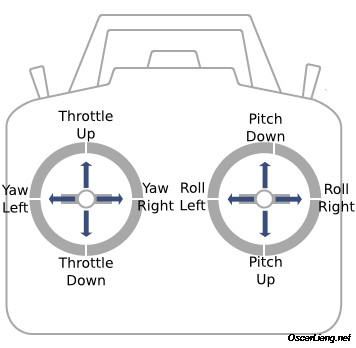 Throttle
Up
Pitch
Down
Yaw
Left
Yaw
Right
Roll
Left
Roll
Right
Throttle
Down
Pitch
Up
OscarLiang.net